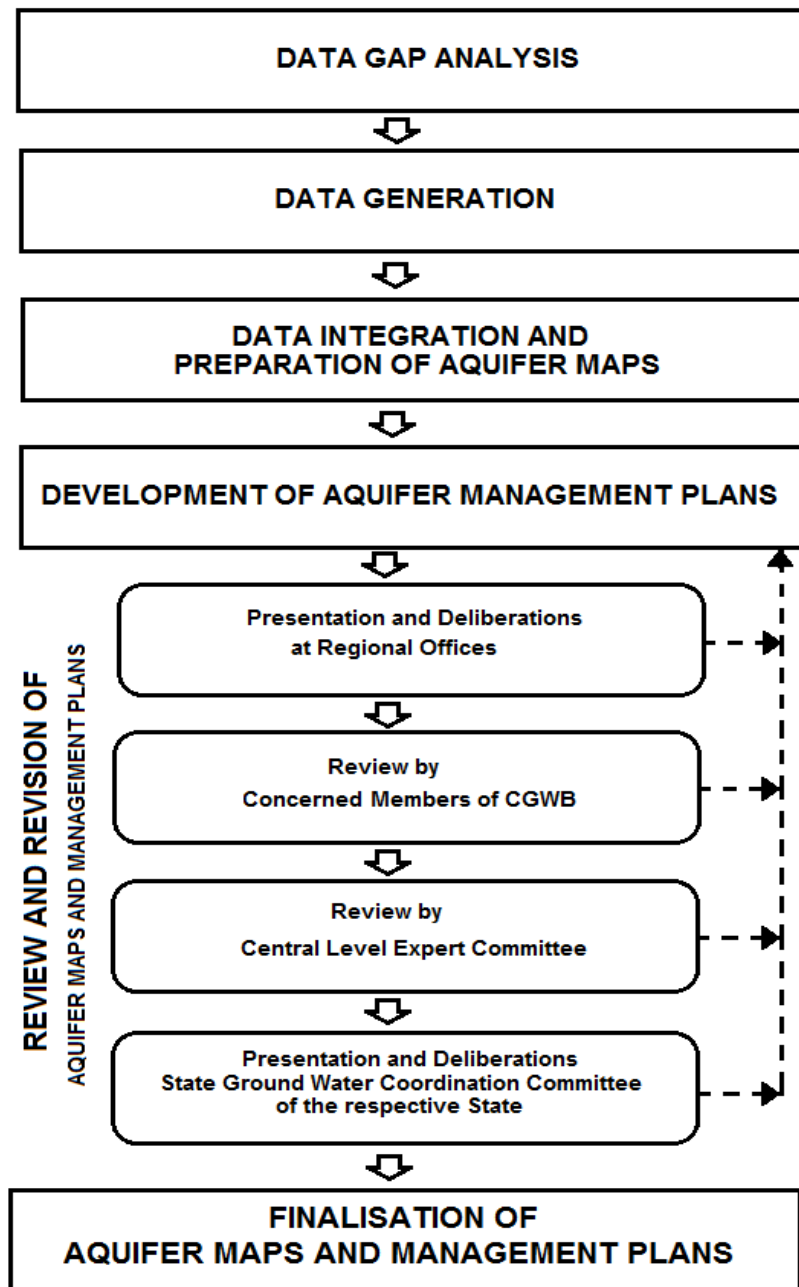 DATA GAP ANALYSIS
DATA GENERATION
DATA INTEGRATION AND
PREPARATION OF AQUIFER MAPS
DEVELOPMENT OF AQUIFER MANAGEMENT PLANS
REVIEW AND REVISION OF
AQUIFER MAPS AND MANAGEMENT PLANS
Presentation and Deliberations
at Regional Offices
Review by
Concerned Members of CGWB
Review by
Central Level Expert Committee
Presentation and Deliberations
State Ground Water Coordination Committee
of the respective State
FINALISATION OF
AQUIFER MAPS AND MANAGEMENT PLANS